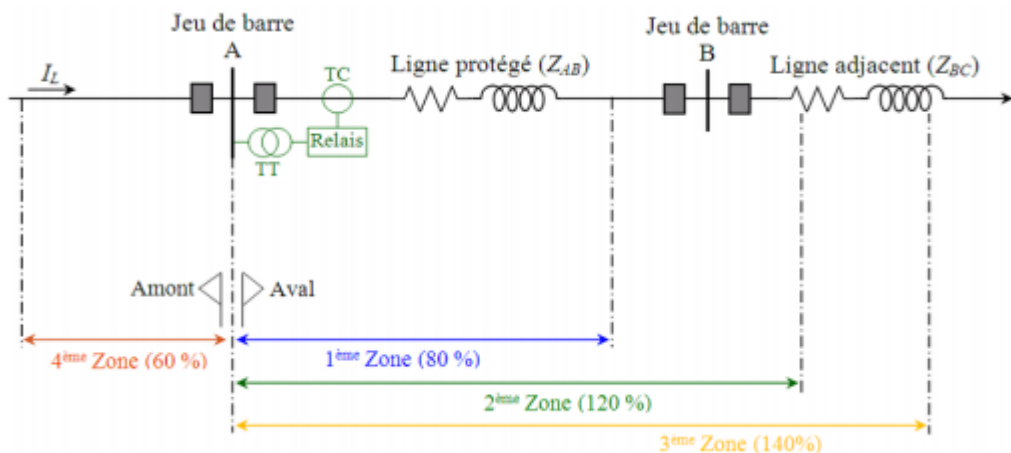 Jeu de barre
A
Jeu de barre
B
I_L
TC
Ligne protégé (Z_AB)
Ligne adjacent (Z_BC)
Relais
TT
Amont
Aval
4ème Zone (60 %)
1ème Zone (80 %)
2ème Zone (120 %)
3ème Zone (140%)